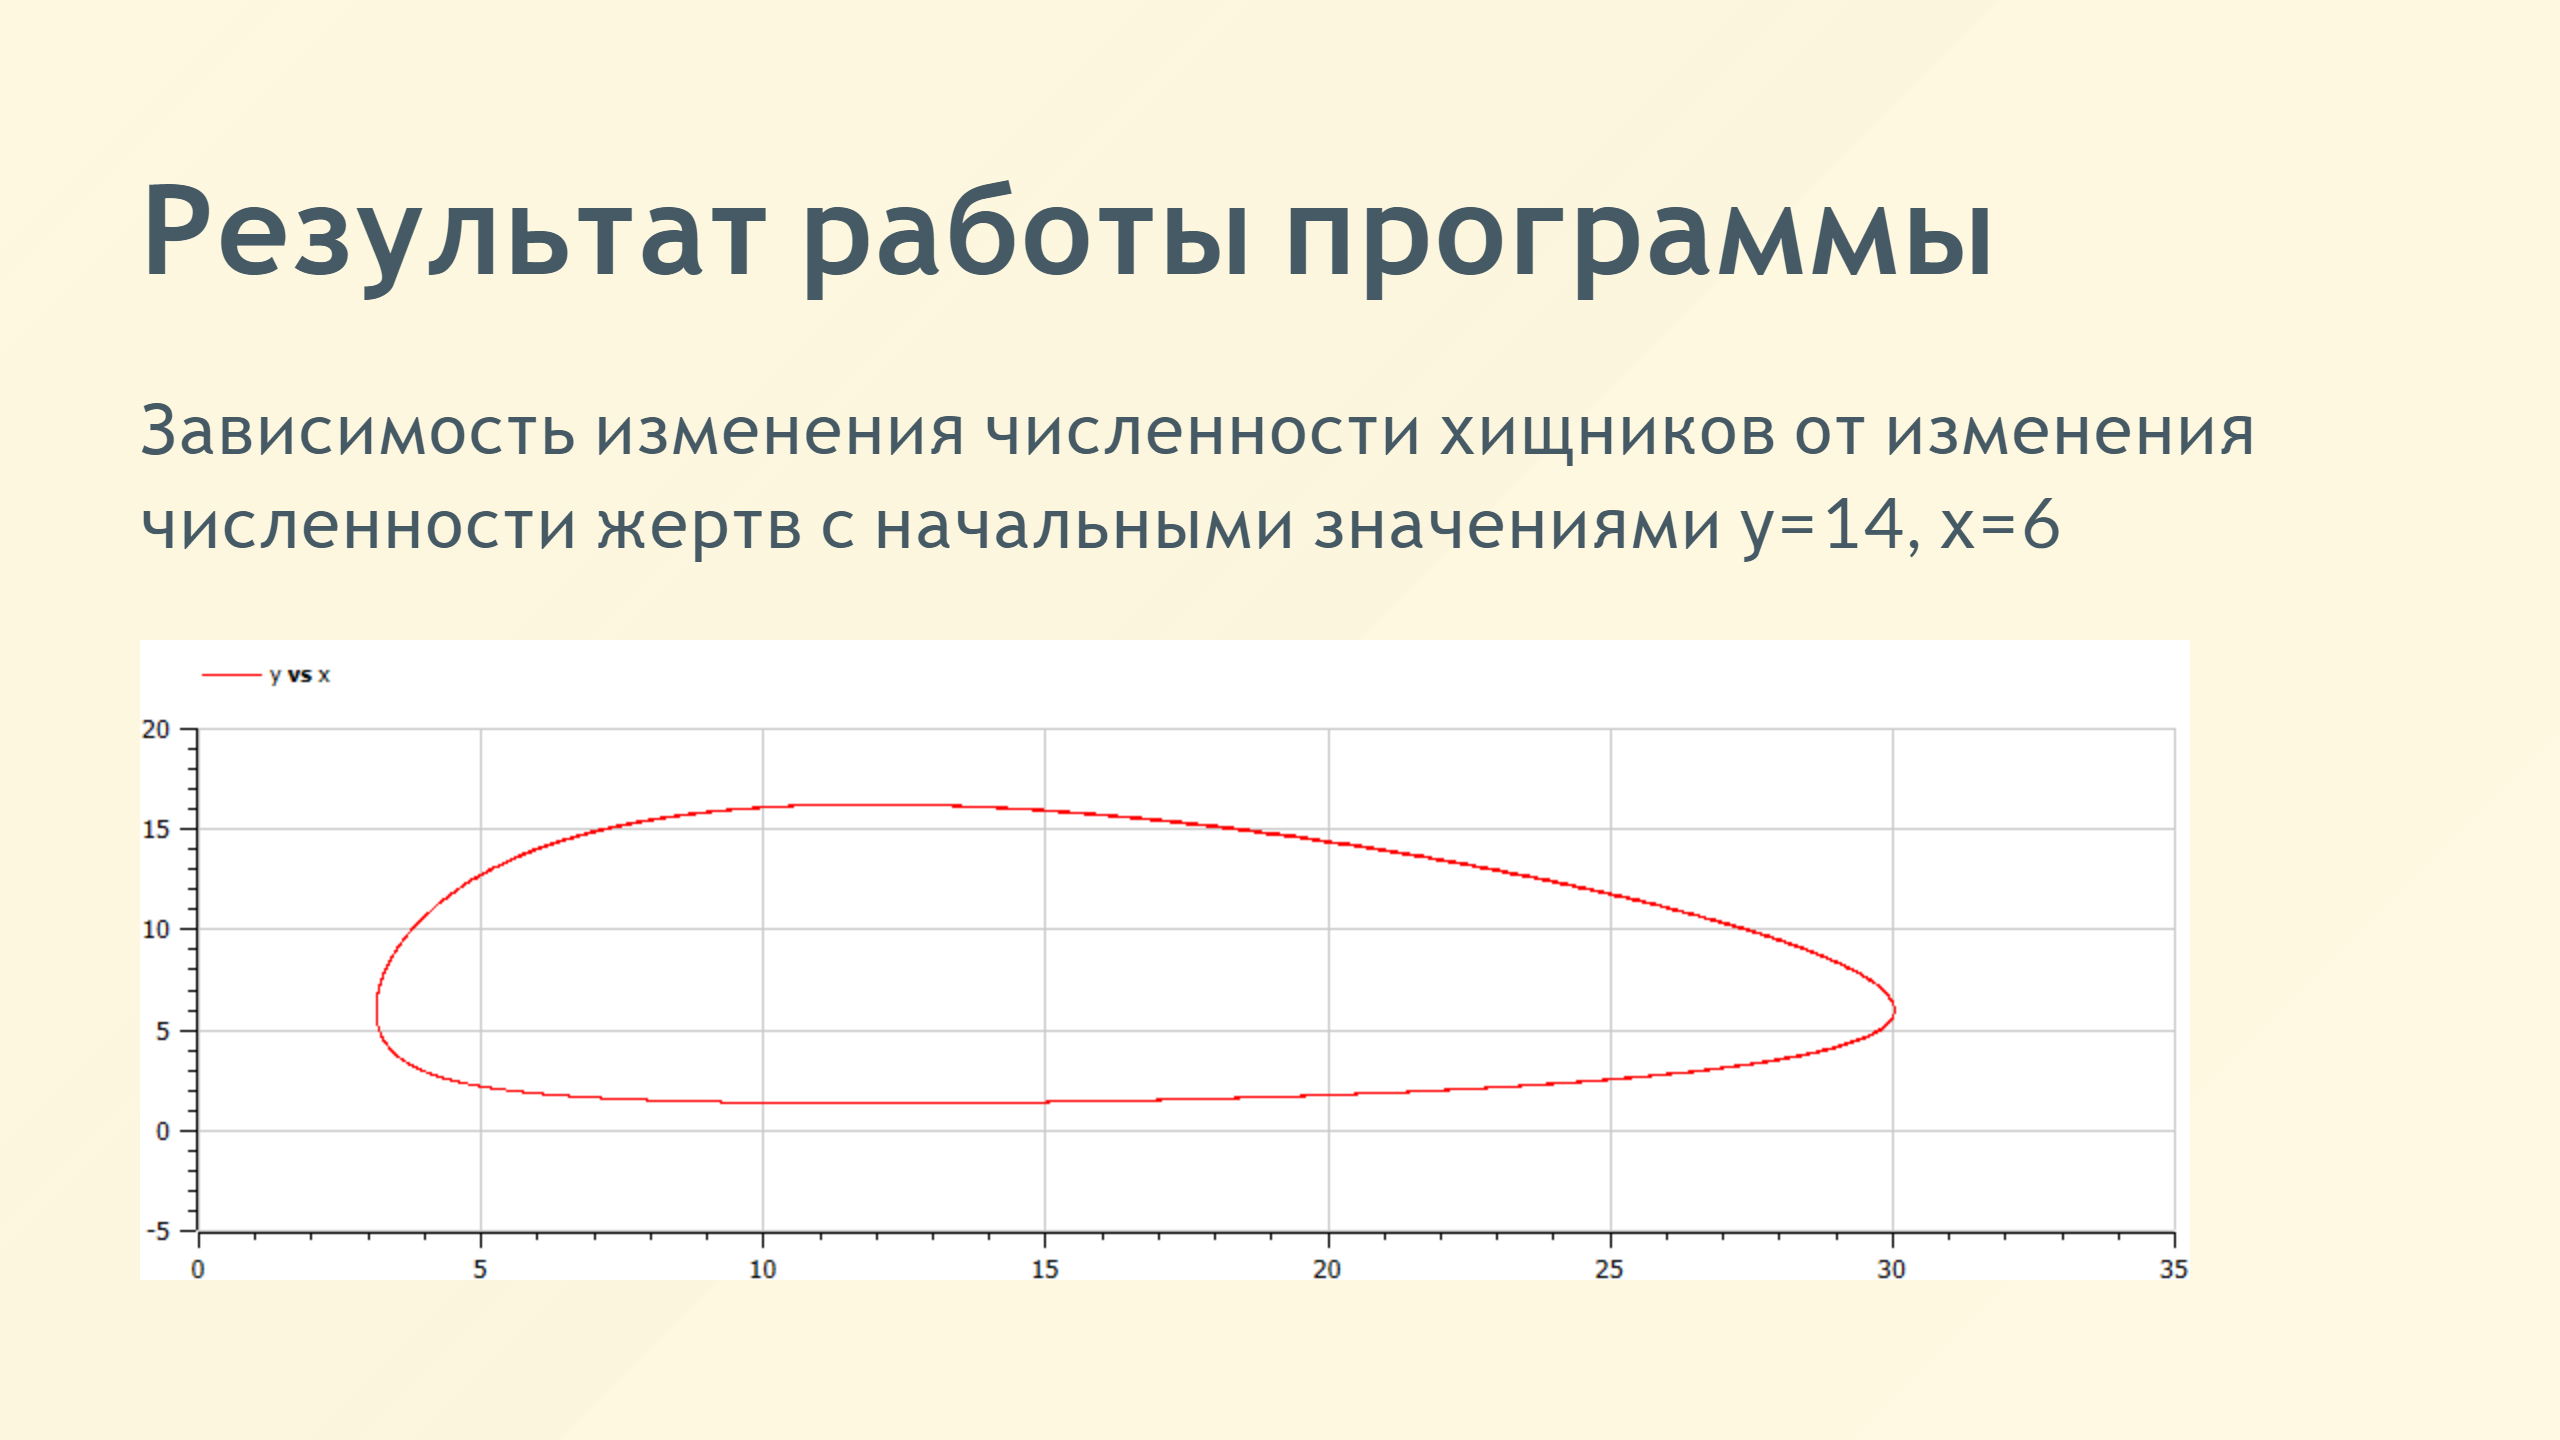 Результат работы программы
Зависимость изменения численности хищников от изменения
численности жертв с начальными значениями y=14, x=6
y vs x
20
15
10
5
0
-5
0 5 10 15 20 25 30 35